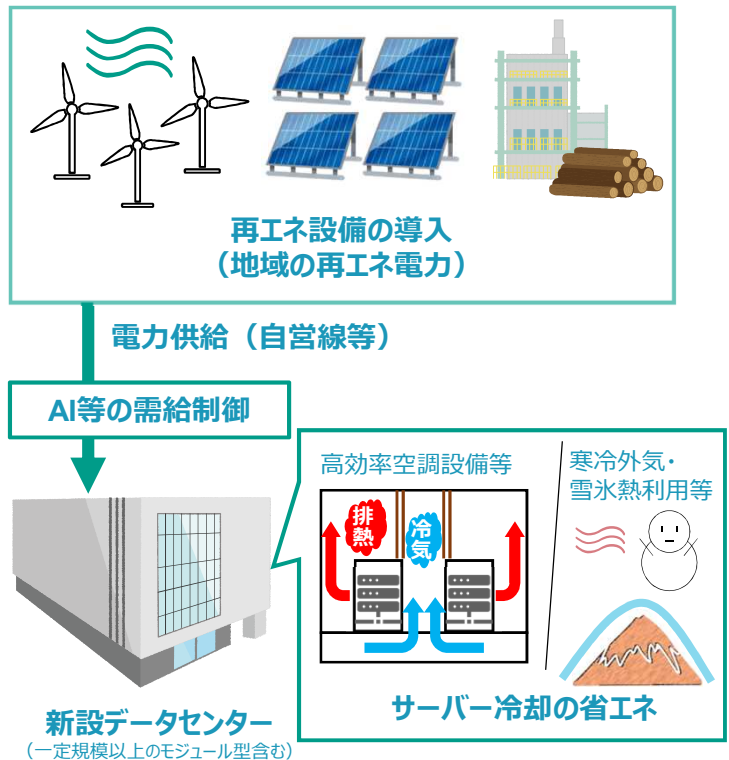 再エネ設備の導入
（地域の再エネ電力）
電力供給（自営線等）
AI等の需給制御
高効率空調設備等
寒冷外気・
雪氷熱利用等
排熱
冷気
サーバー冷却の省エネ
新設データセンター
（一定規模以上のモジュール型含む）